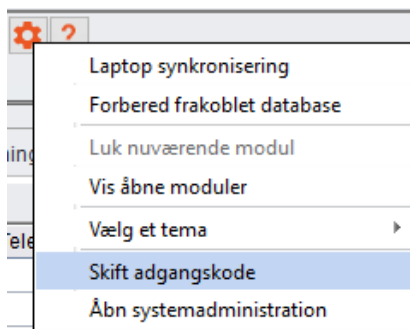 ?
Laptop synkronisering
Forbered frakoblet database
Luk nuværende modul
Vis åbne moduler
Vælg et tema
Skift adgangskode
Åbn systemadministration